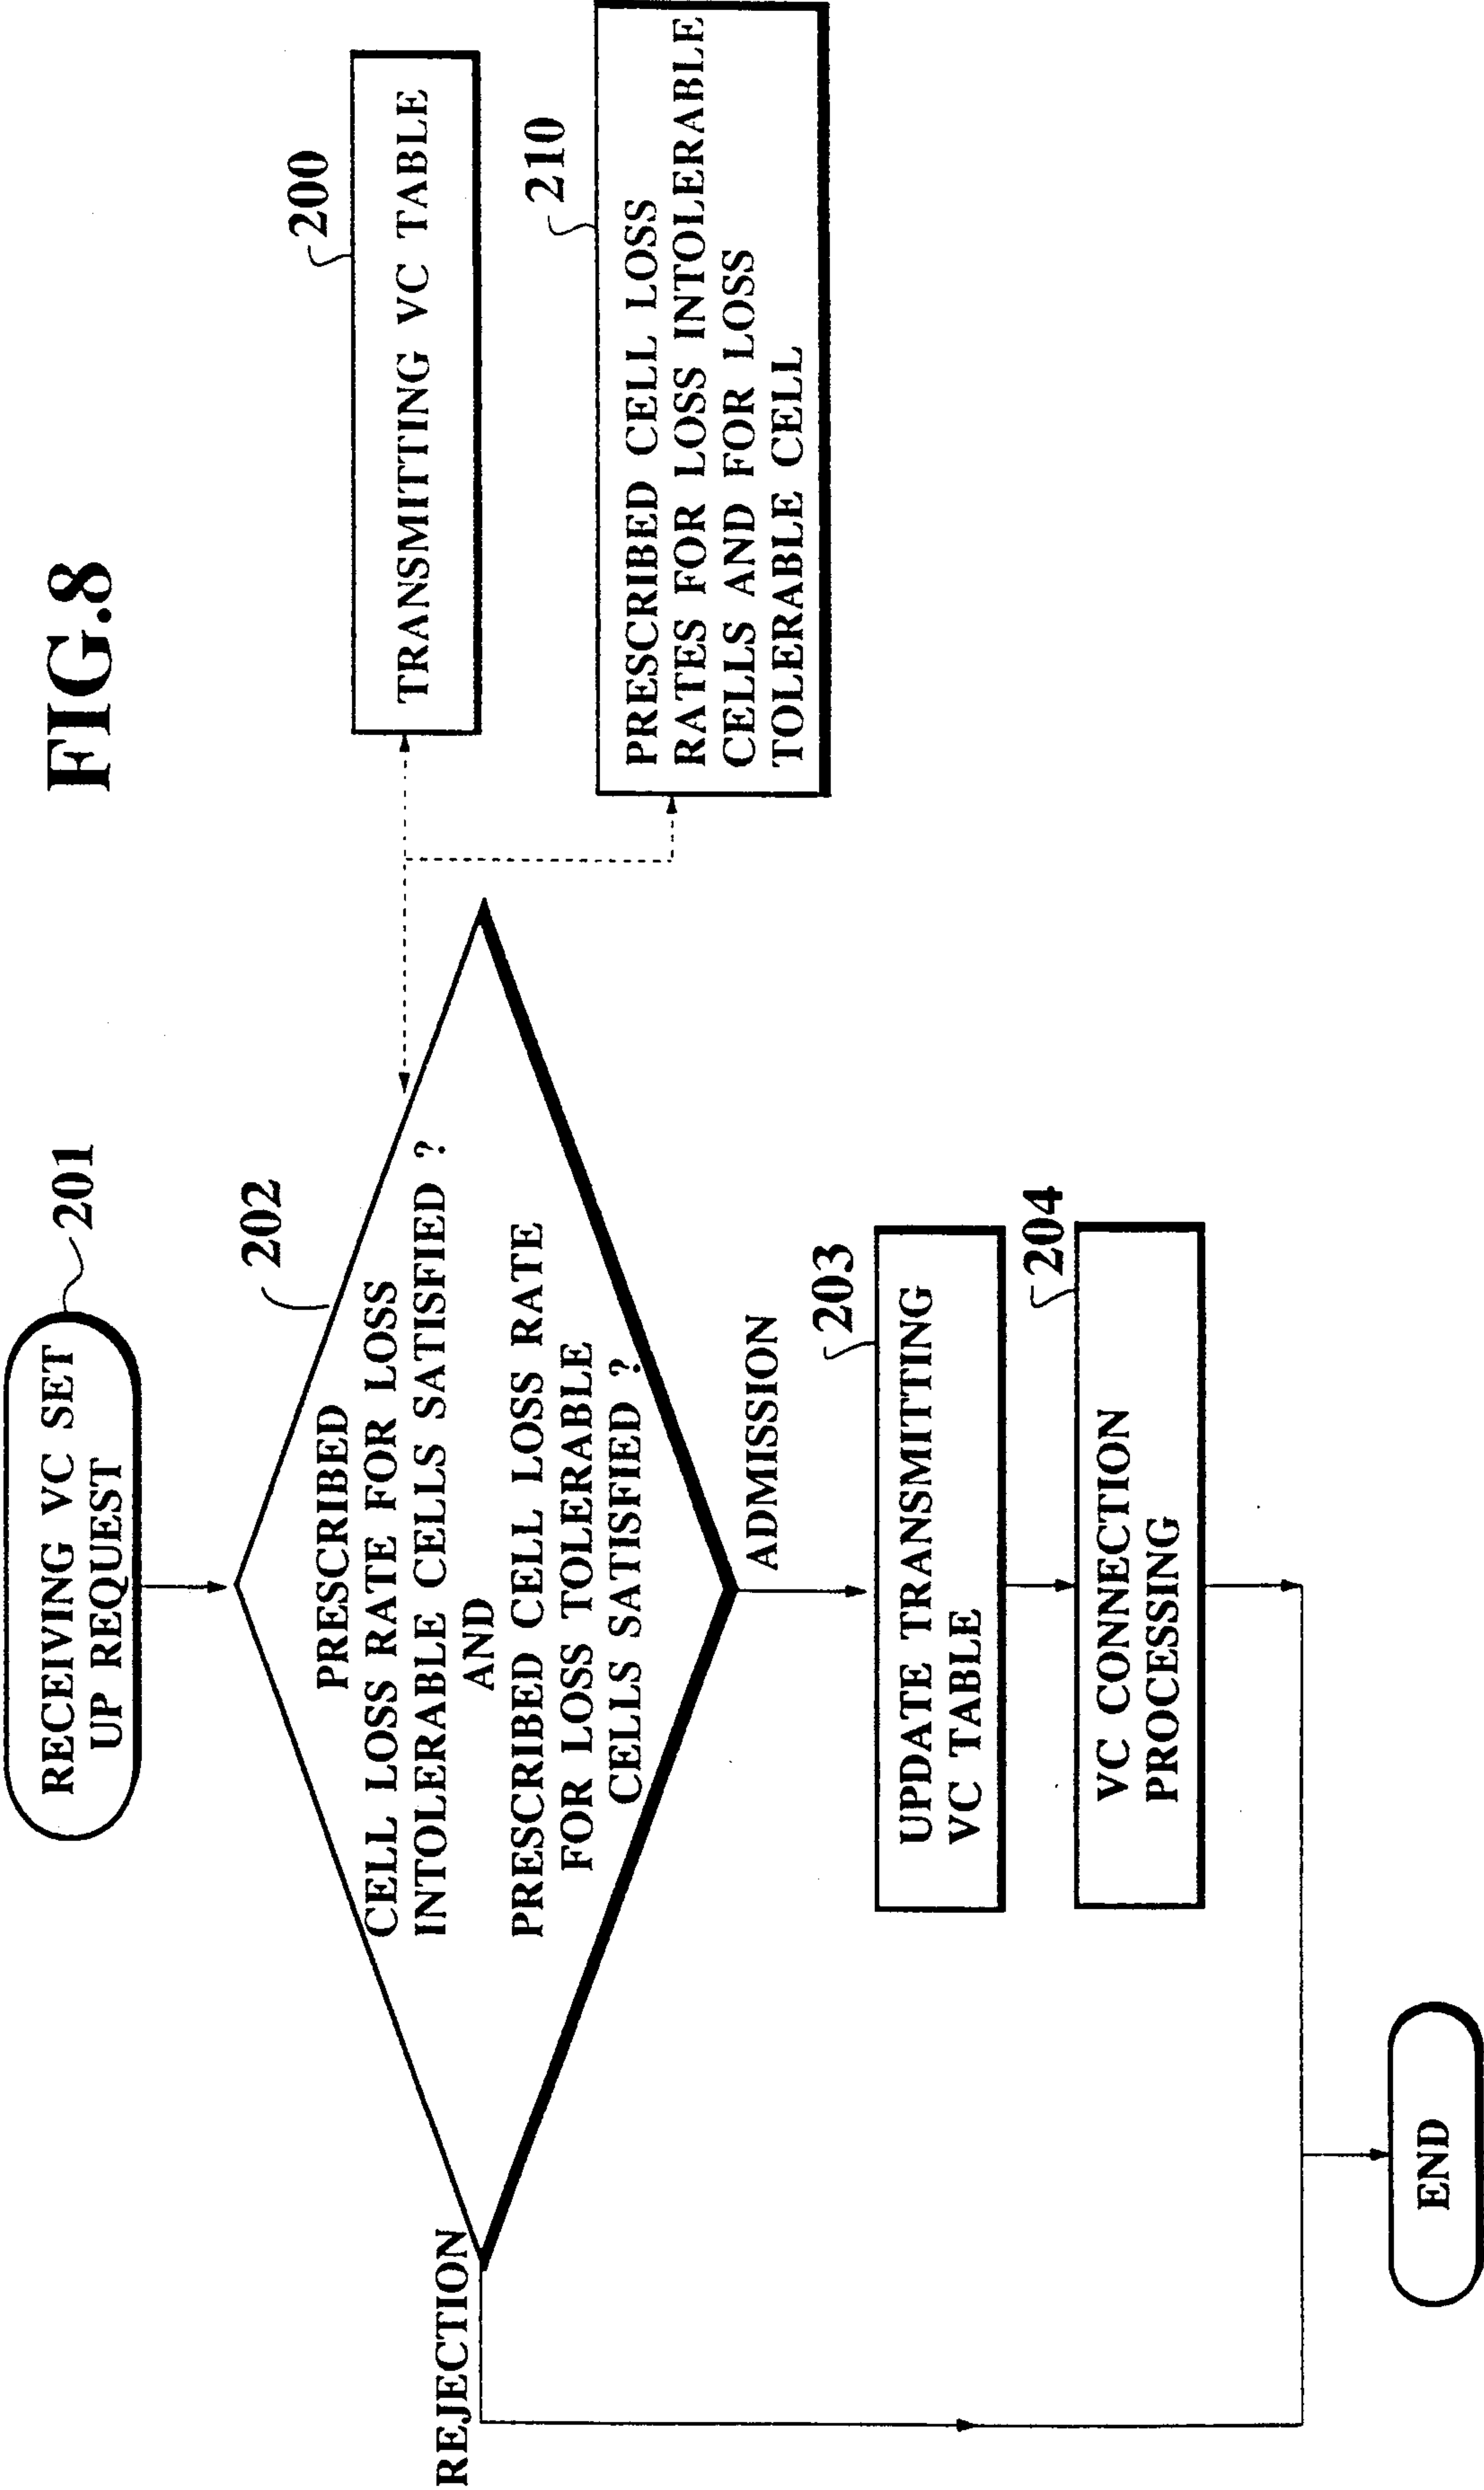 FIG.8
RECEIVING VC SET
UP REQUEST
201
202
PRESCRIBED
CELL LOSS RATE FOR LOSS
INTOLERABLE CELLS SATISFIED ?
AND
PRESCRIBED CELL LOSS RATE
FOR LOSS TOLERABLE
CELLS SATISFIED ?
200
TRANSMITTING VC TABLE
210
PRESCRIBED CELL LOSS
RATES FOR LOSS INTOLERABLE
CELLS AND FOR LOSS
TOLERABLE CELL
REJECTION
ADMISSION
203
UPDATE TRANSMITTING
VC TABLE
204
VC CONNECTION
PROCESSING
END